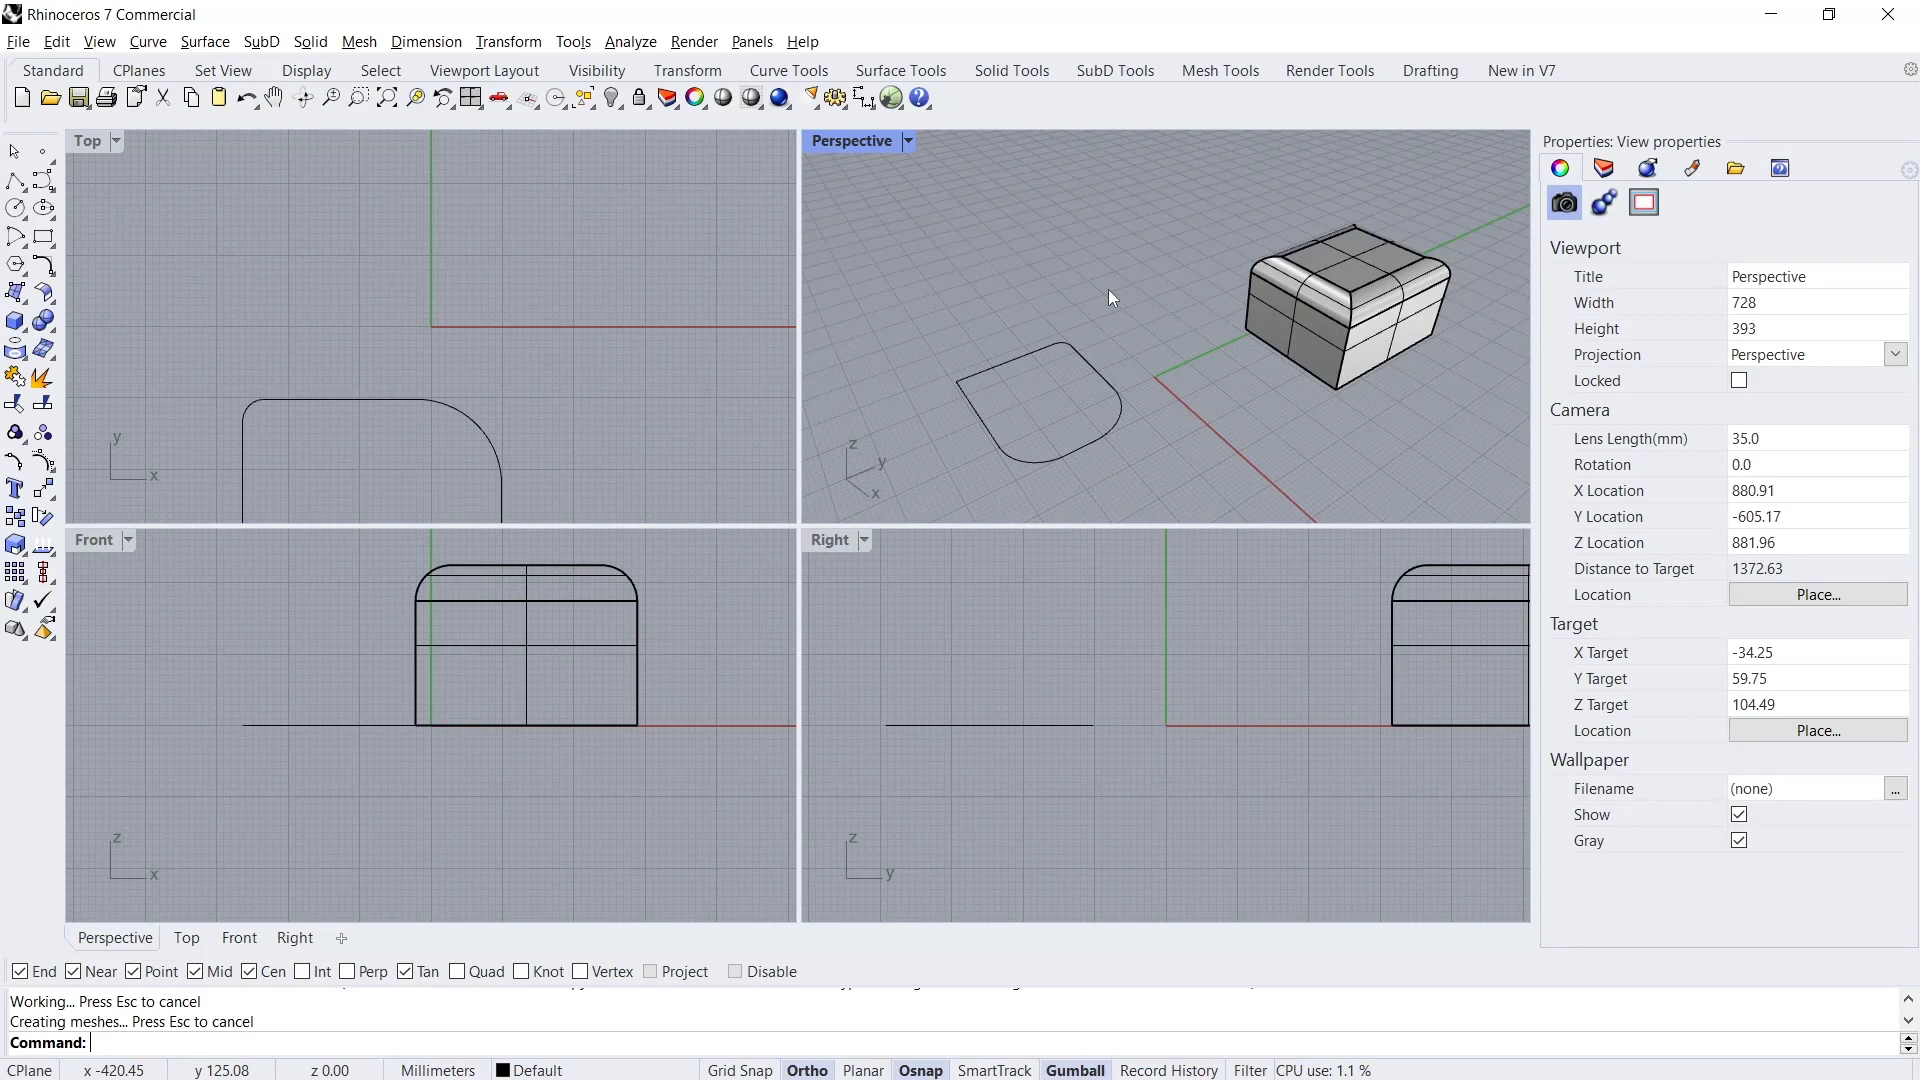 Rhinoceros 7 Commercial
File Edit View Curve Surface SubD Solid Mesh Dimension Transform Tools Analyze Render Panels Help
Standard CPlanes Set View Display Select Viewport Layout Visibility Transform Curve Tools Surface Tools Solid Tools SubD Tools Mesh Tools Render Tools Drafting New in V7
Top
y
x
Perspective
z
y
x
Front
z
x
Right
z
y
Properties: View properties
Viewport
Title Perspective
Width 728
Height 393
Projection Perspective
Locked
Camera
Lens Length(mm) 35.0
Rotation 0.0
X Location 880.91
Y Location -605.17
Z Location 881.96
Distance to Target 1372.63
Location Place...
Target
X Target -34.25
Y Target 59.75
Z Target 104.49
Location Place...
Wallpaper
Filename (none) ...
Show
Gray
Perspective Top Front Right
End Near Point Mid Cen Int Perp Tan Quad Knot Vertex Project Disable
Working... Press Esc to cancel
Creating meshes... Press Esc to cancel
Command:
CPlane x -420.45 y 125.08 z 0.00 Millimeters Default Grid Snap Ortho Planar Osnap SmartTrack Gumball Record History Filter CPU use: 1.1 %